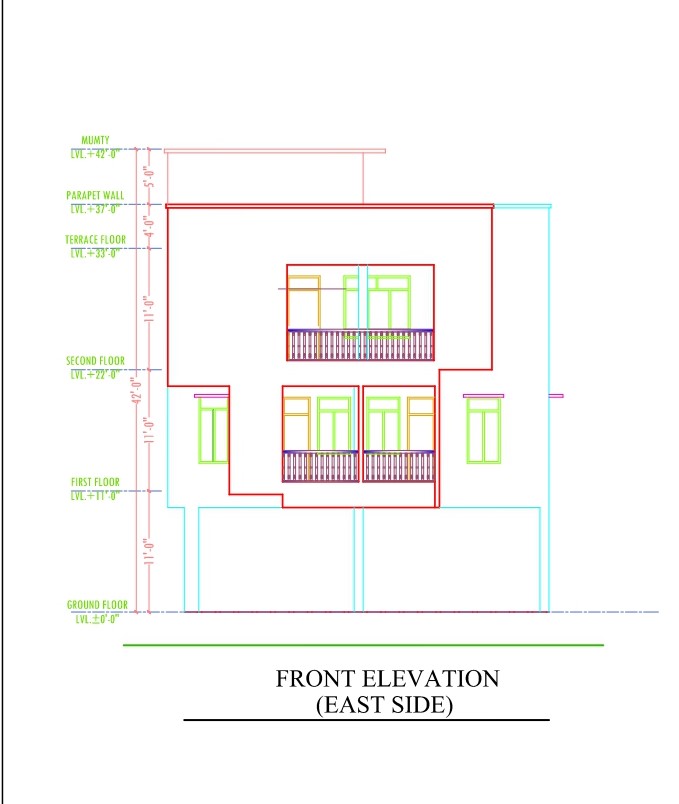 MUMTY
LVL.+42'-0"
5'-0"
PARAPET WALL
LVL.+37'-0"
4'-0"
TERRACE FLOOR
LVL.+33'-0"
11'-0"
SECOND FLOOR
LVL.+22'-0"
42'-0"
11'-0"
FIRST FLOOR
LVL.+11'-0"
11'-0"
GROUND FLOOR
LVL.±0'-0"
FRONT ELEVATION
(EAST SIDE)